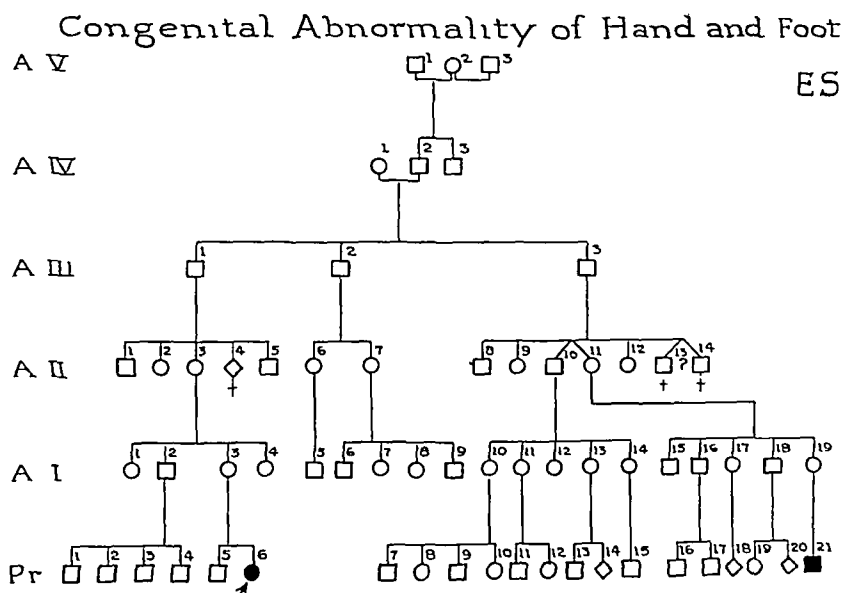 Congenital Abnormality of Hand and Foot
A V 1 2 3
ES
A IV 1 2 3
A III 1 2 3
A II 1 2 3 4 5 6 7 8 9 10 11 12 13 ? 14
A I 1 2 3 4 5 6 7 8 9 10 11 12 13 14 15 16 17 18 19
Pr 1 2 3 4 5 6 7 8 9 10 11 12 13 14 15 16 17 18 19 20 21